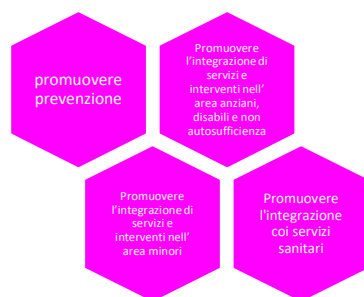 promuovere
prevenzione
Promuovere
l'integrazione di
servizi e
interventi nell'
area anziani,
disabili e non
autosufficienza
Promuovere
l'integrazione di
servizi e
interventi nell'
area minori
Promuovere
l'integrazione
coi servizi
sanitari